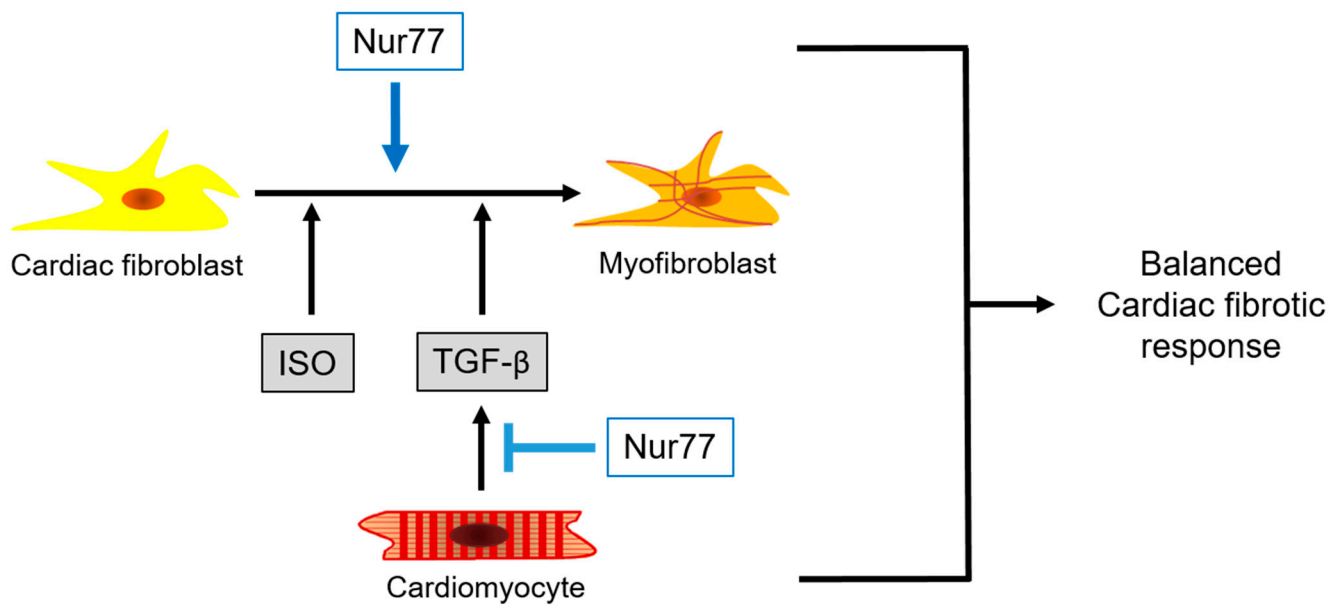 Nur77
Cardiac fibroblast
Myofibroblast
ISO
TGF-β
Nur77
Cardiomyocyte
Balanced
Cardiac fibrotic
response